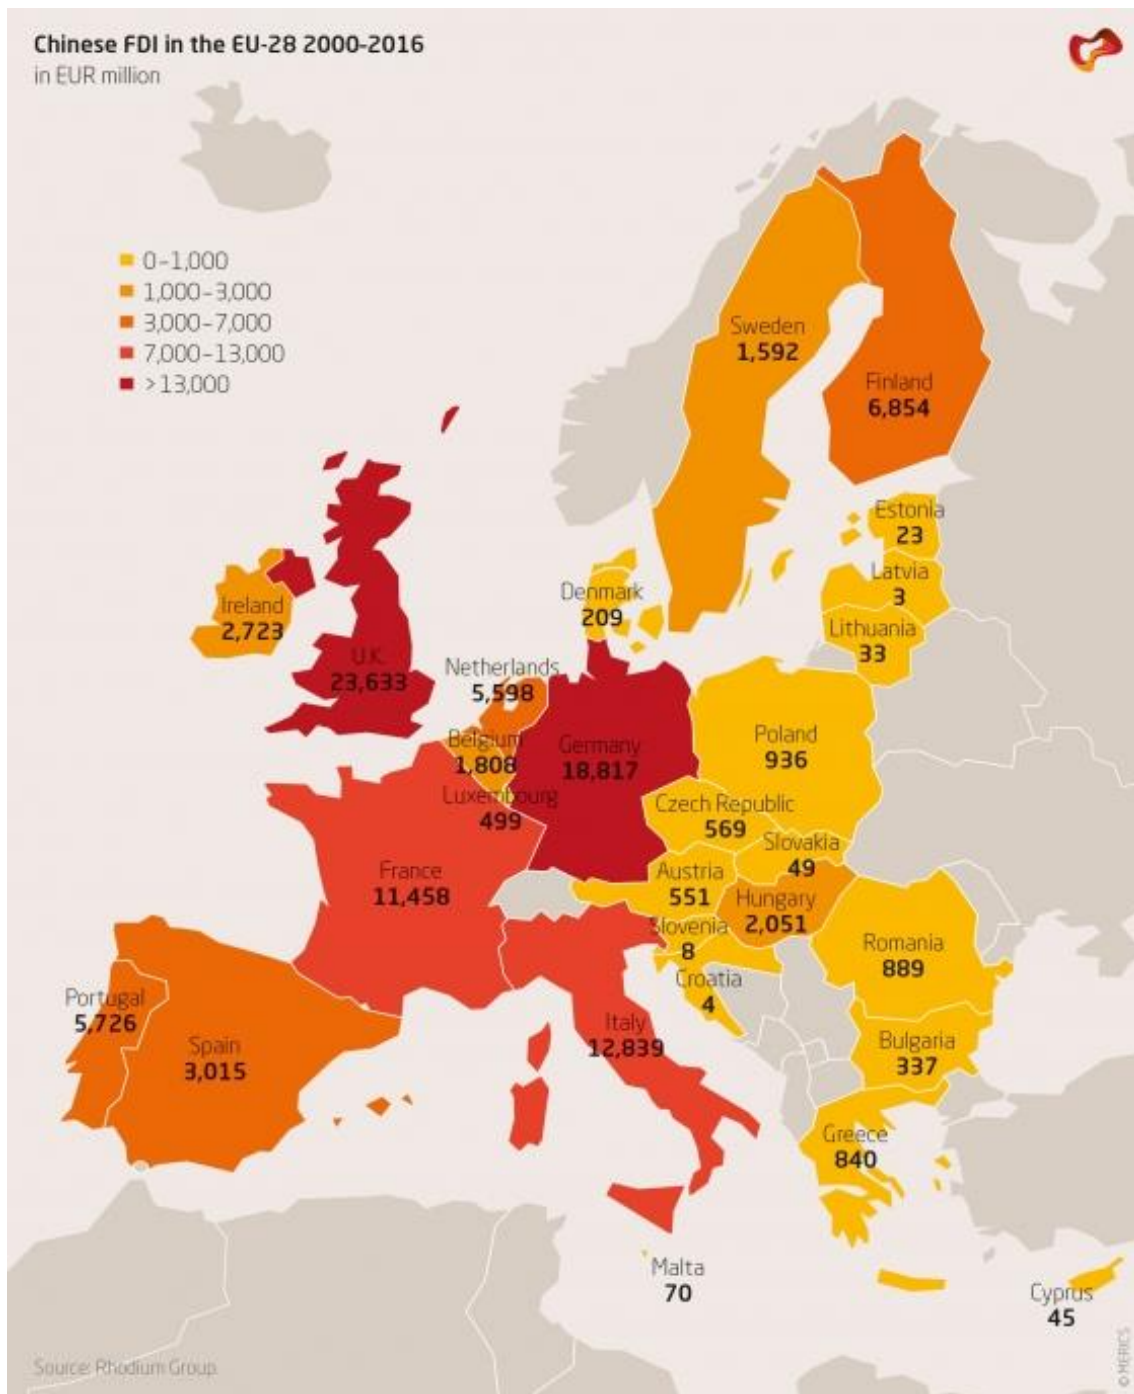 Chinese FDI in the EU-28 2000-2016
in EUR million
0-1,000
1,000-3,000
3,000-7,000
7,000-13,000
>13,000
Sweden
1,592
Finland
6,854
Estonia
23
Latvia
3
Lithuania
33
Denmark
209
Ireland
2,723
U.K.
23,633
Netherlands
5,598
Belgium
1,808
Luxembourg
499
Germany
18,817
Poland
936
Czech Republic
569
Slovakia
49
Austria
551
Hungary
2,051
Slovenia
8
Croatia
4
France
11,458
Romania
889
Portugal
5,726
Spain
3,015
Italy
12,839
Bulgaria
337
Greece
840
Malta
70
Cyprus
45
Source: Rhodium Group
© MERICS